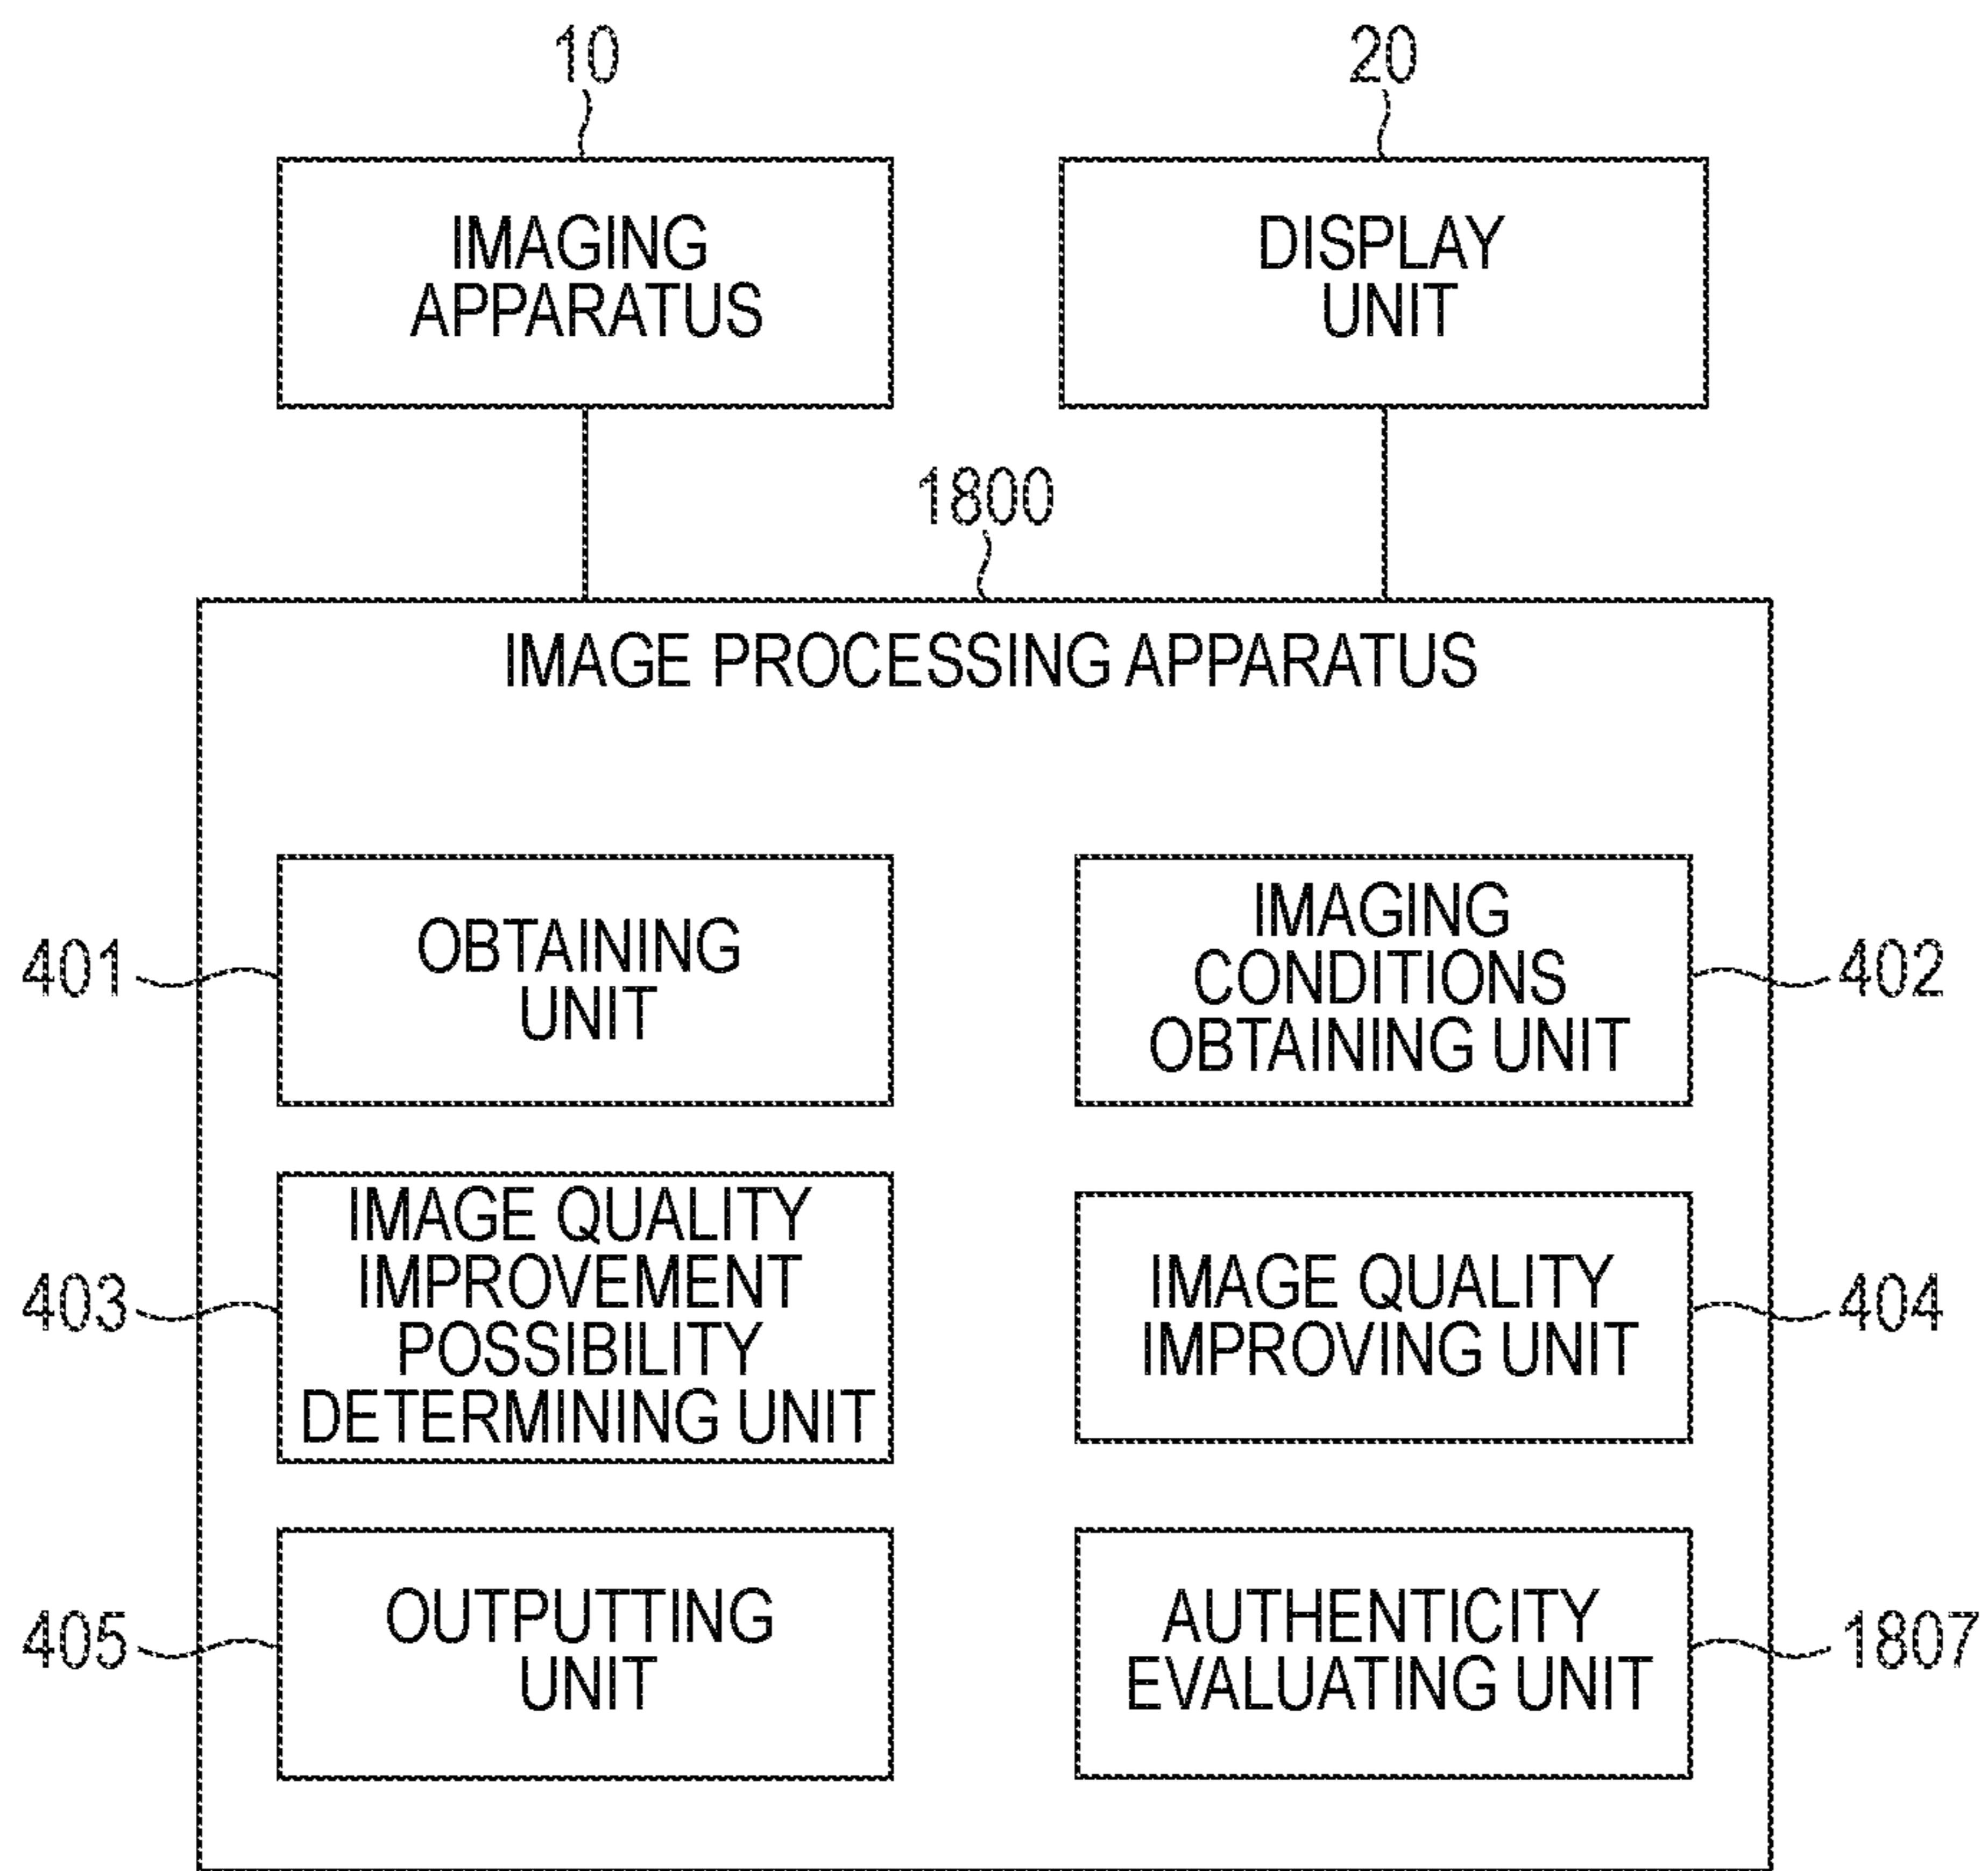 10
20
IMAGING
APPARATUS
DISPLAY
UNIT
1800
IMAGE PROCESSING APPARATUS
401
OBTAINING
UNIT
IMAGING
CONDITIONS
OBTAINING UNIT
402
403
IMAGE QUALITY
IMPROVEMENT
POSSIBILITY
DETERMINING UNIT
IMAGE QUALITY
IMPROVING UNIT
404
405
OUTPUTTING
UNIT
AUTHENTICITY
EVALUATING UNIT
1807